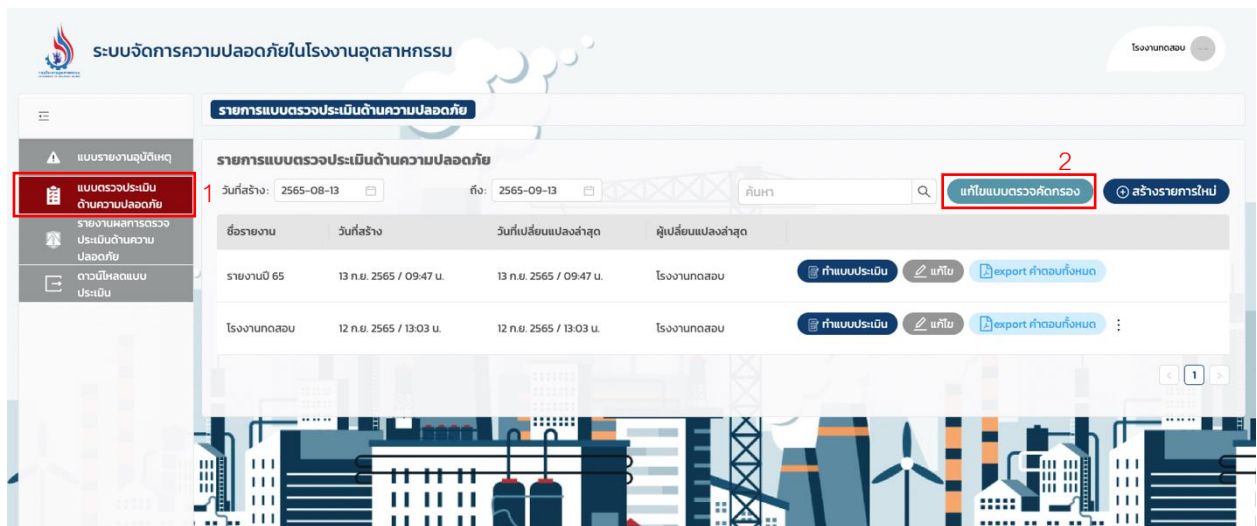 ระบบจัดการความปลอดภัยในโรงงานอุตสาหกรรม
โรงงานทดสอบ
รายการแบบตรวจประเมินด้านความปลอดภัย
แบบรายงานอุบัติเหตุ
แบบตรวจประเมิน
ด้านความปลอดภัย
1
รายงานผลการตรวจ
ประเมินด้านความ
ปลอดภัย
ดาวน์โหลดแบบ
ประเมิน
รายการแบบตรวจประเมินด้านความปลอดภัย
2
วันที่สร้าง: 2565-08-13 ถึง: 2565-09-13 ค้นหา แก้ไขแบบตรวจคัดกรอง สร้างรายการใหม่
ชื่อรายงาน วันที่สร้าง วันที่เปลี่ยนแปลงล่าสุด ผู้เปลี่ยนแปลงล่าสุด
รายงานปี 65 13 ก.ย. 2565 / 09:47 น. 13 ก.ย. 2565 / 09:47 น. โรงงานทดสอบ ทำแบบประเมิน แก้ไข export คำตอบทั้งหมด
โรงงานทดสอบ 12 ก.ย. 2565 / 13:03 น. 12 ก.ย. 2565 / 13:03 น. โรงงานทดสอบ ทำแบบประเมิน แก้ไข export คำตอบทั้งหมด
< 1 >